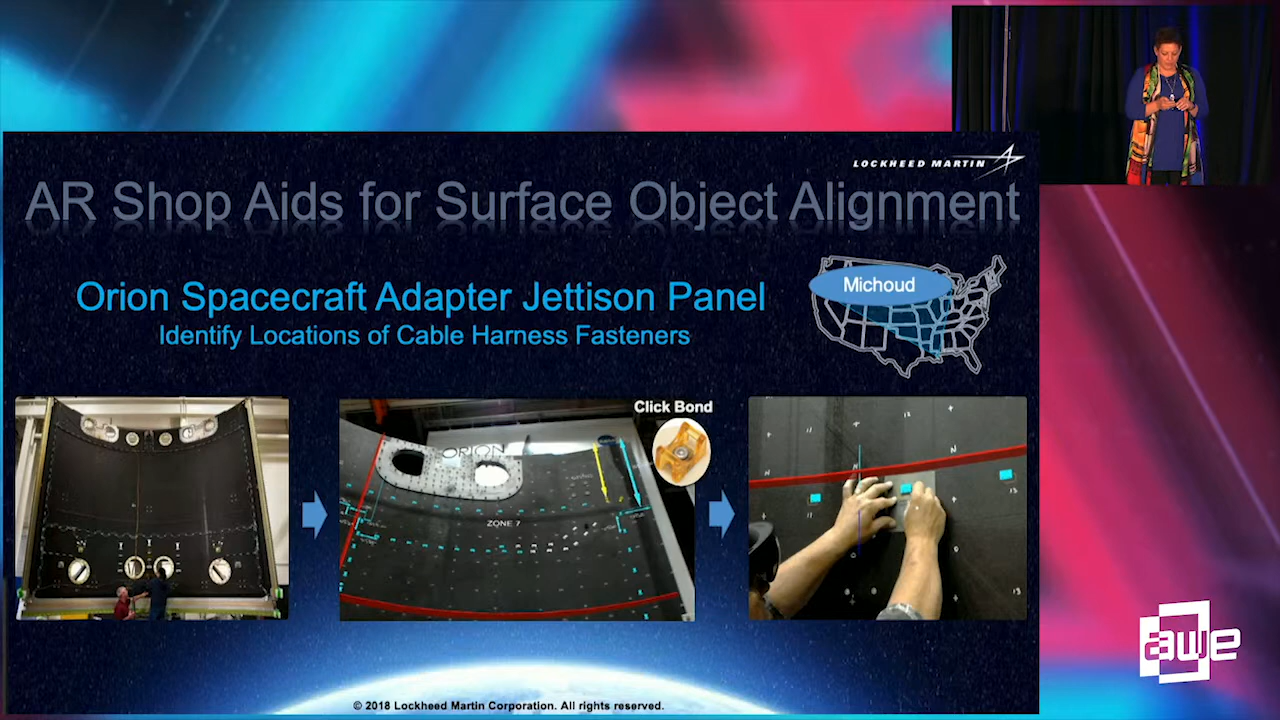 LOCKHEED MARTIN
AR Shop Aids for Surface Object Alignment
Orion Spacecraft Adapter Jettison Panel
Identify Locations of Cable Harness Fasteners
Michoud
Click Bond
ORION
ZONE 7
© 2018 Lockheed Martin Corporation. All rights reserved.
awe